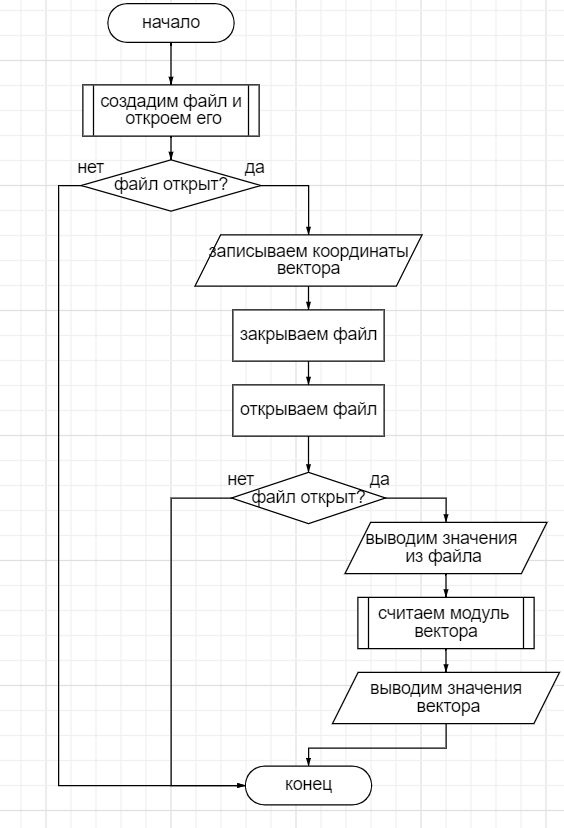 начало
создадим файл и
откроем его
нет
да
файл открыт?
записываем координаты
вектора
закрываем файл
открываем файл
нет
да
файл открыт?
выводим значения
из файла
считаем модуль
вектора
выводим значения
вектора
конец